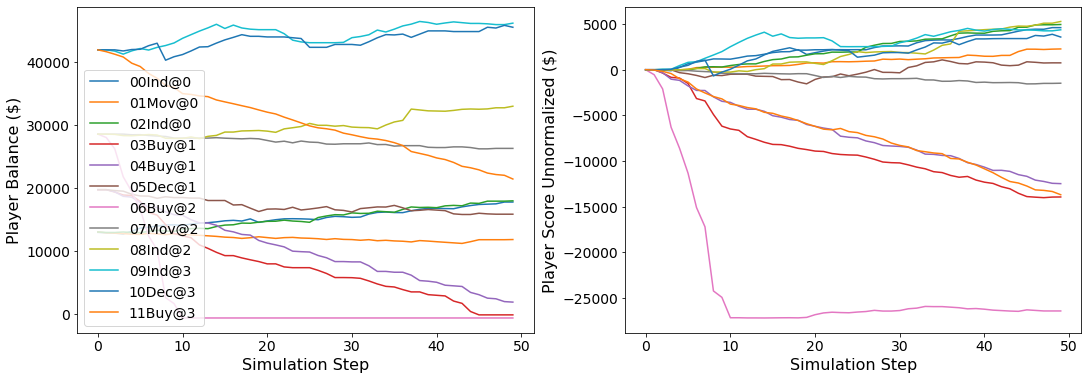 Player Balance ($)
40000
30000
20000
10000
0
00Ind@0
01Mov@0
02Ind@0
03Buy@1
04Buy@1
05Dec@1
06Buy@2
07Mov@2
08Ind@2
09Ind@3
10Dec@3
11Buy@3
0 10 20 30 40 50
Simulation Step
Player Score Unnormalized ($)
5000
0
−5000
−10000
−15000
−20000
−25000
0 10 20 30 40 50
Simulation Step